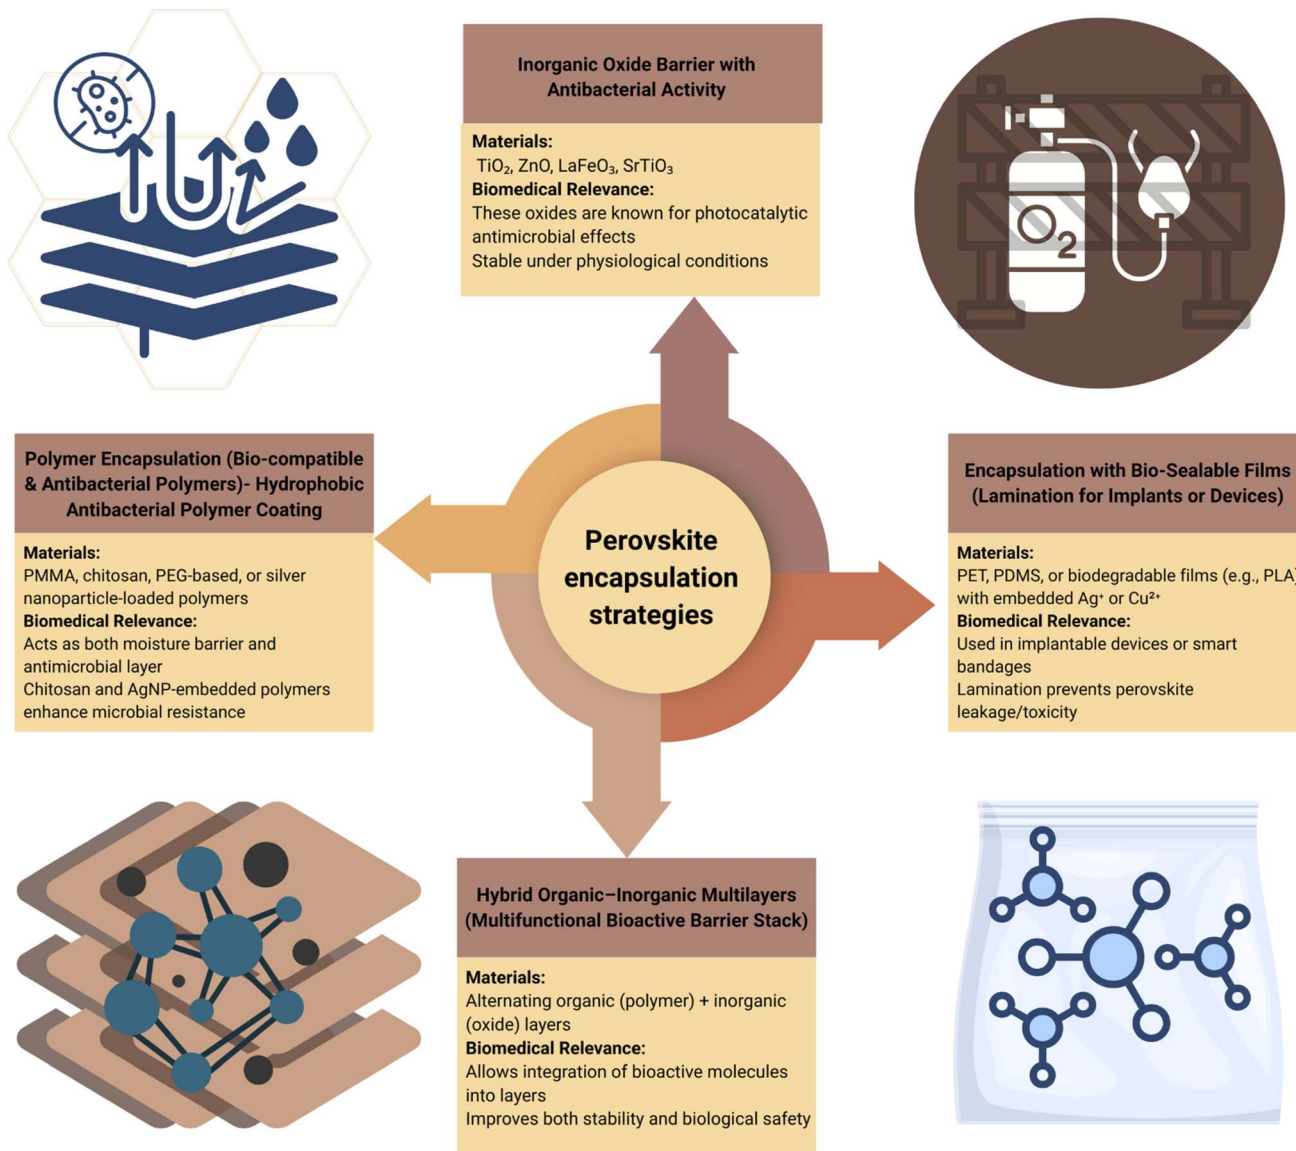 Inorganic Oxide Barrier with
Antibacterial Activity
Materials:
TiO₂, ZnO, LaFeO₃, SrTiO₃
Biomedical Relevance:
These oxides are known for photocatalytic
antimicrobial effects
Stable under physiological conditions
O₂
Polymer Encapsulation (Bio-compatible
& Antibacterial Polymers)- Hydrophobic
Antibacterial Polymer Coating
Materials:
PMMA, chitosan, PEG-based, or silver
nanoparticle-loaded polymers
Biomedical Relevance:
Acts as both moisture barrier and
antimicrobial layer
Chitosan and AgNP-embedded polymers
enhance microbial resistance
Perovskite
encapsulation
strategies
Encapsulation with Bio-Sealable Films
(Lamination for Implants or Devices)
Materials:
PET, PDMS, or biodegradable films (e.g., PLA)
with embedded Ag⁺ or Cu²⁺
Biomedical Relevance:
Used in implantable devices or smart
bandages
Lamination prevents perovskite
leakage/toxicity
Hybrid Organic–Inorganic Multilayers
(Multifunctional Bioactive Barrier Stack)
Materials:
Alternating organic (polymer) + inorganic
(oxide) layers
Biomedical Relevance:
Allows integration of bioactive molecules
into layers
Improves both stability and biological safety